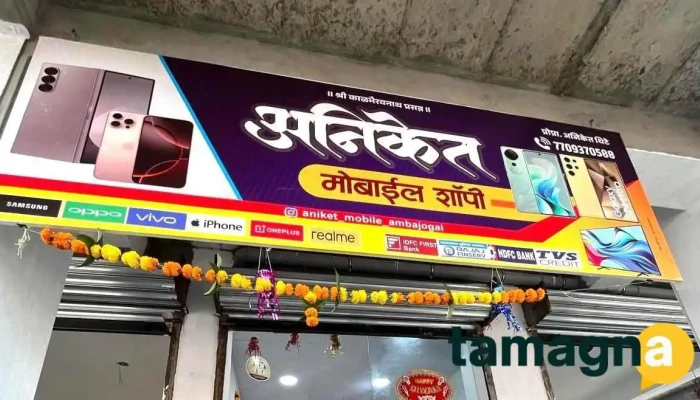 ॥ श्री काळभैरवनाथ प्रसन्न ॥
अनिकेत
मोबाईल शॉपी
प्रोप्रा. अनिकेत शिंदे
7709370588
aniket_mobile_ambajogai
SAMSUNG oppo vivo iPhone ONEPLUS realme
IDFC FIRST Bank BAJAJ FINSERV HDFC BANK TVS CREDIT
tamagna